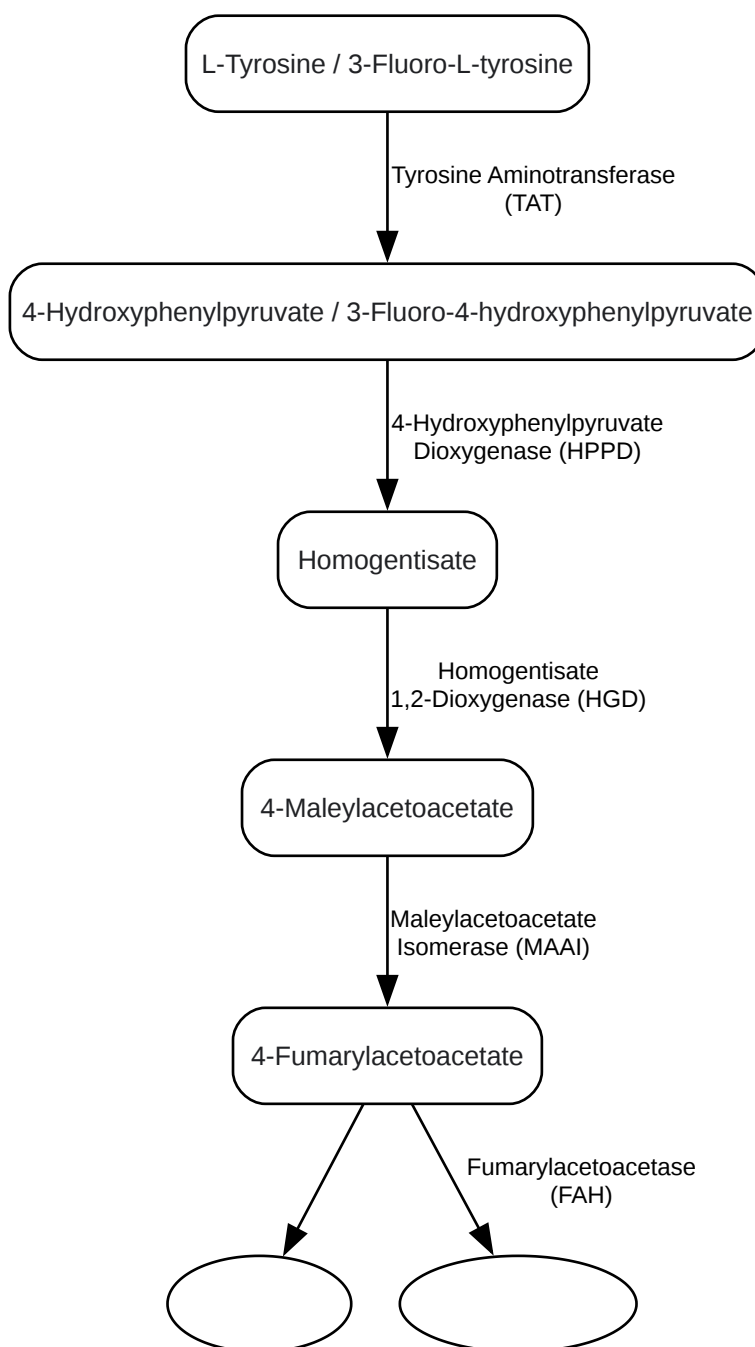 L-Tyrosine / 3-Fluoro-L-tyrosine
Tyrosine Aminotransferase
(TAT)
4-Hydroxyphenylpyruvate / 3-Fluoro-4-hydroxyphenylpyruvate
4-Hydroxyphenylpyruvate
Dioxygenase (HPPD)
Homogentisate
Homogentisate
1,2-Dioxygenase (HGD)
4-Maleylacetoacetate
Maleylacetoacetate
Isomerase (MAAI)
4-Fumarylacetoacetate
Fumarylacetoacetase
(FAH)